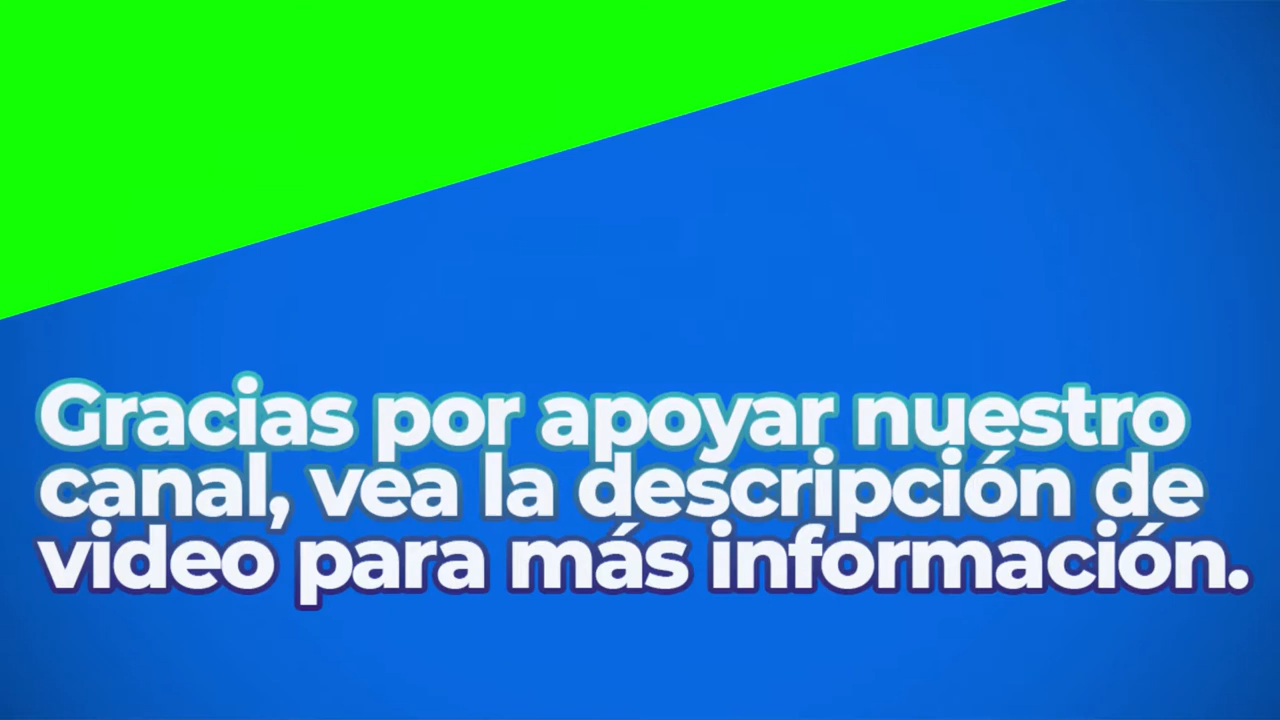 Gracias por apoyar nuestro
canal, vea la descripción de
video para más información.